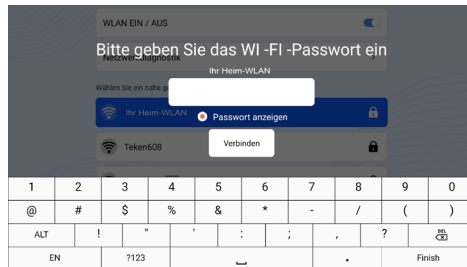 WLAN EIN / AUS
Bitte geben Sie das WI -FI -Passwort ein
Netzwerdiagnostik
Ihr Heim-WLAN
Wählen Sie ein nahe ge
Ihr Heim-WLAN
Passwort anzeigen
Teken608
Verbinden
1 2 3 4 5 6 7 8 9 0
@ # $ % & * - / ( )
ALT ! " ' : ; , ? DEL
EN ?123 . Finish